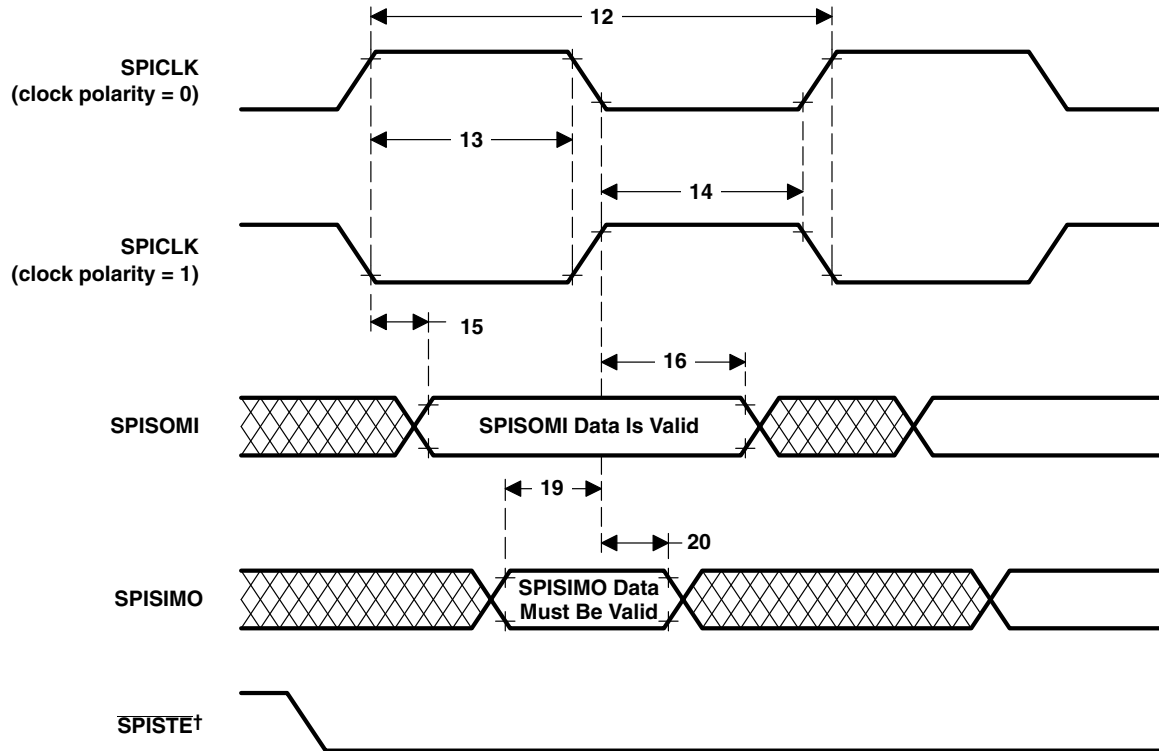 12
SPICLK
(clock polarity = 0)
13
14
SPICLK
(clock polarity = 1)
15
16
SPISOMI
SPISOMI Data Is Valid
19
20
SPISIMO
SPISIMO Data
Must Be Valid
SPISTE†